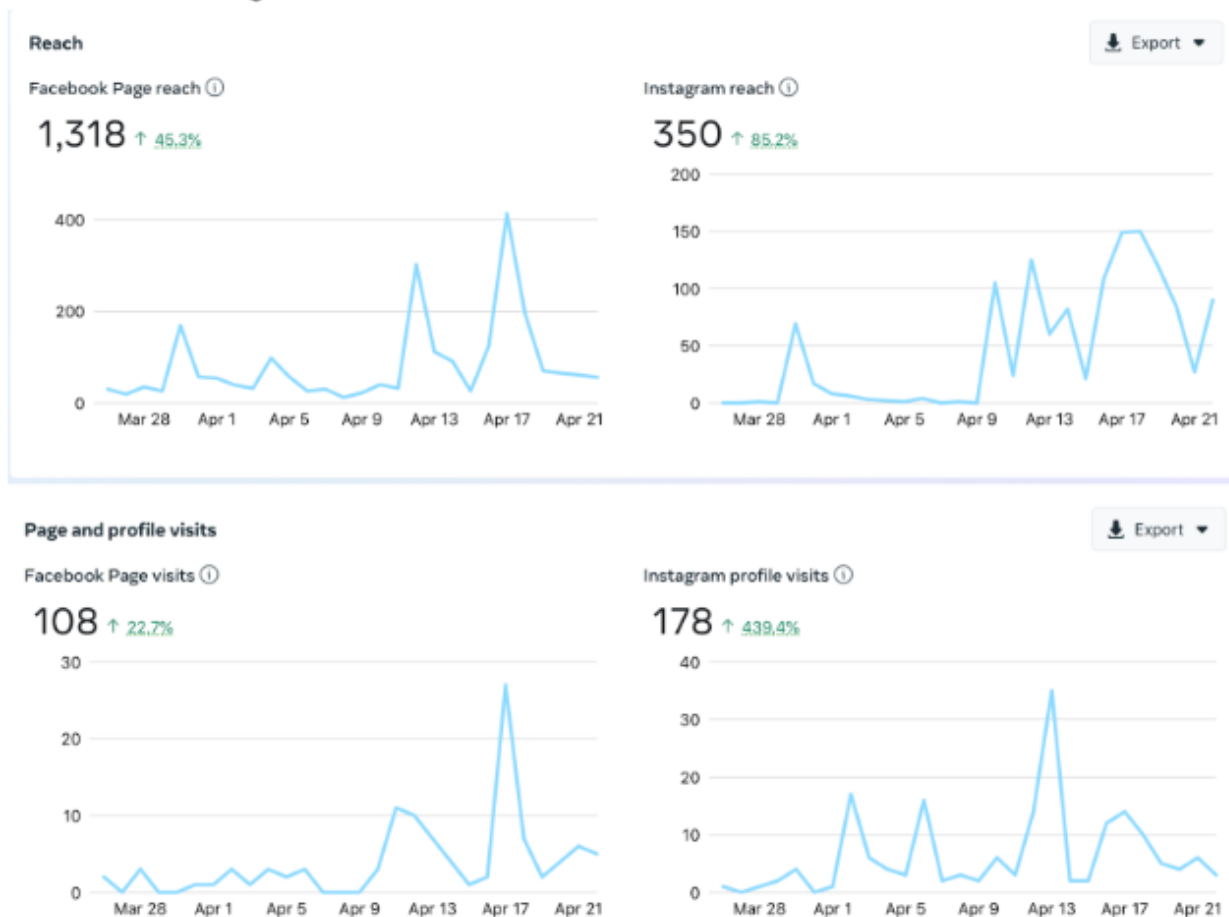 Reach
Export
Facebook Page reach
Instagram reach
1,318 ↑ 45.3%
350 ↑ 85.2%
400
200
0
Mar 28 Apr 1 Apr 5 Apr 9 Apr 13 Apr 17 Apr 21
200
150
100
50
0
Mar 28 Apr 1 Apr 5 Apr 9 Apr 13 Apr 17 Apr 21
Page and profile visits
Export
Facebook Page visits
Instagram profile visits
108 ↑ 22.7%
178 ↑ 439.4%
30
20
10
0
Mar 28 Apr 1 Apr 5 Apr 9 Apr 13 Apr 17 Apr 21
40
30
20
10
0
Mar 28 Apr 1 Apr 5 Apr 9 Apr 13 Apr 17 Apr 21